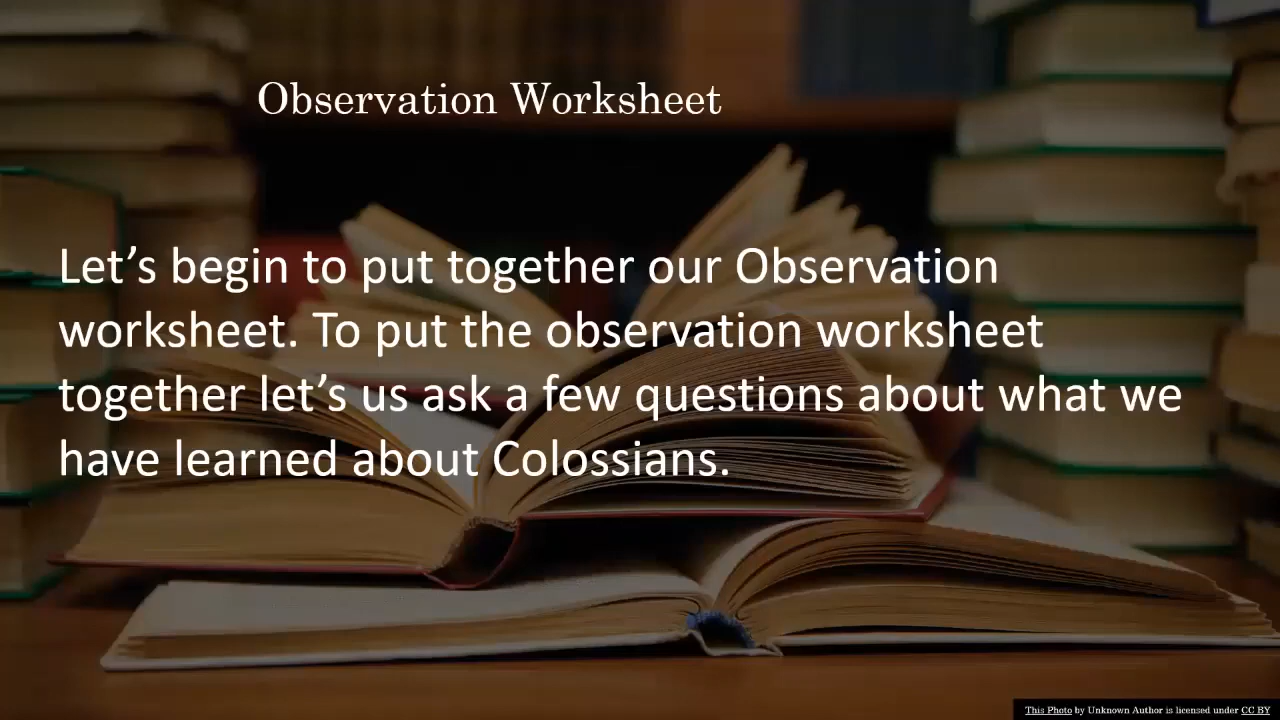 Observation Worksheet
Let’s begin to put together our Observation
worksheet. To put the observation worksheet
together let’s us ask a few questions about what we
have learned about Colossians.
This Photo by Unknown Author is licensed under CC BY